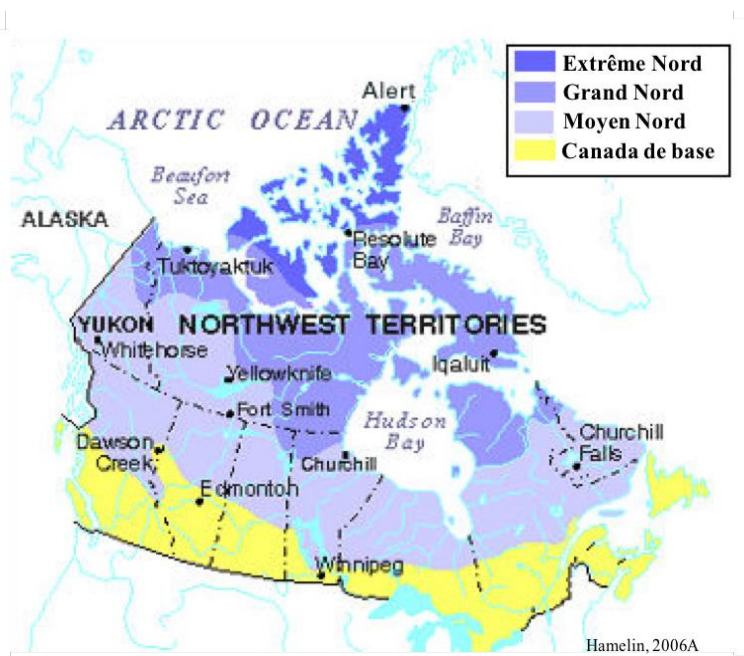 Extrême Nord
Grand Nord
Moyen Nord
Canada de base
Alert
ARCTIC OCEAN
Beaufort
Sea
ALASKA
Baffin
Bay
Resolute
Bay
Tuktoyaktuk
YUKON
NORTHWEST TERRITORIES
Whitehorse
Iqaluit
Yellowknife
Fort Smith
Hudson
Bay
Churchill
Falls
Dawson
Creek
Churchill
Edmonton
Winnipeg
Hamelin, 2006A